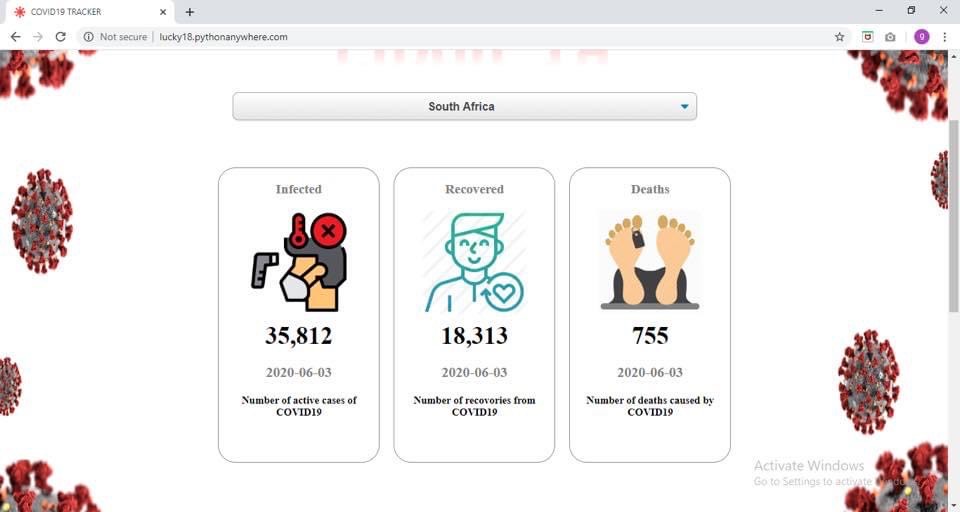 COVID19 TRACKER
Not secure | lucky18.pythonanywhere.com
g
South Africa
Infected
35,812
2020-06-03
Number of active cases of
COVID19
Recovered
18,313
2020-06-03
Number of recovories from
COVID19
Deaths
755
2020-06-03
Number of deaths caused by
COVID19
Activate Windows
Go to Settings to activate